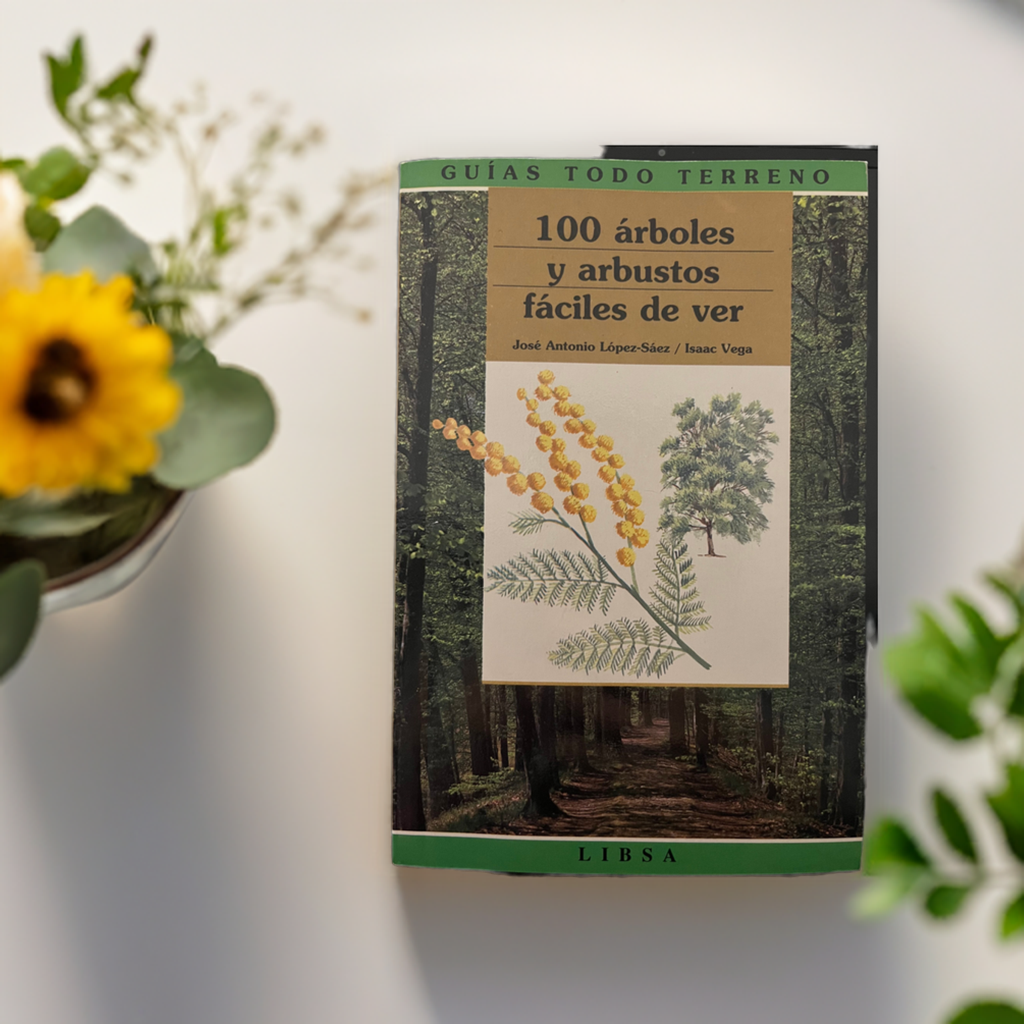 GUÍAS TODO TERRENO
100 árboles
y arbustos
fáciles de ver
José Antonio López-Sáez / Isaac Vega
LIBSA